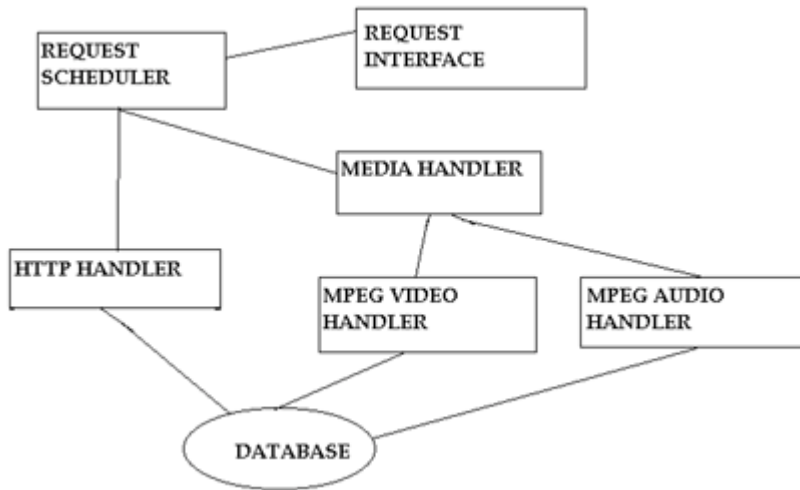 REQUEST
SCHEDULER
REQUEST
INTERFACE
MEDIA HANDLER
HTTP HANDLER
MPEG VIDEO
HANDLER
MPEG AUDIO
HANDLER
DATABASE